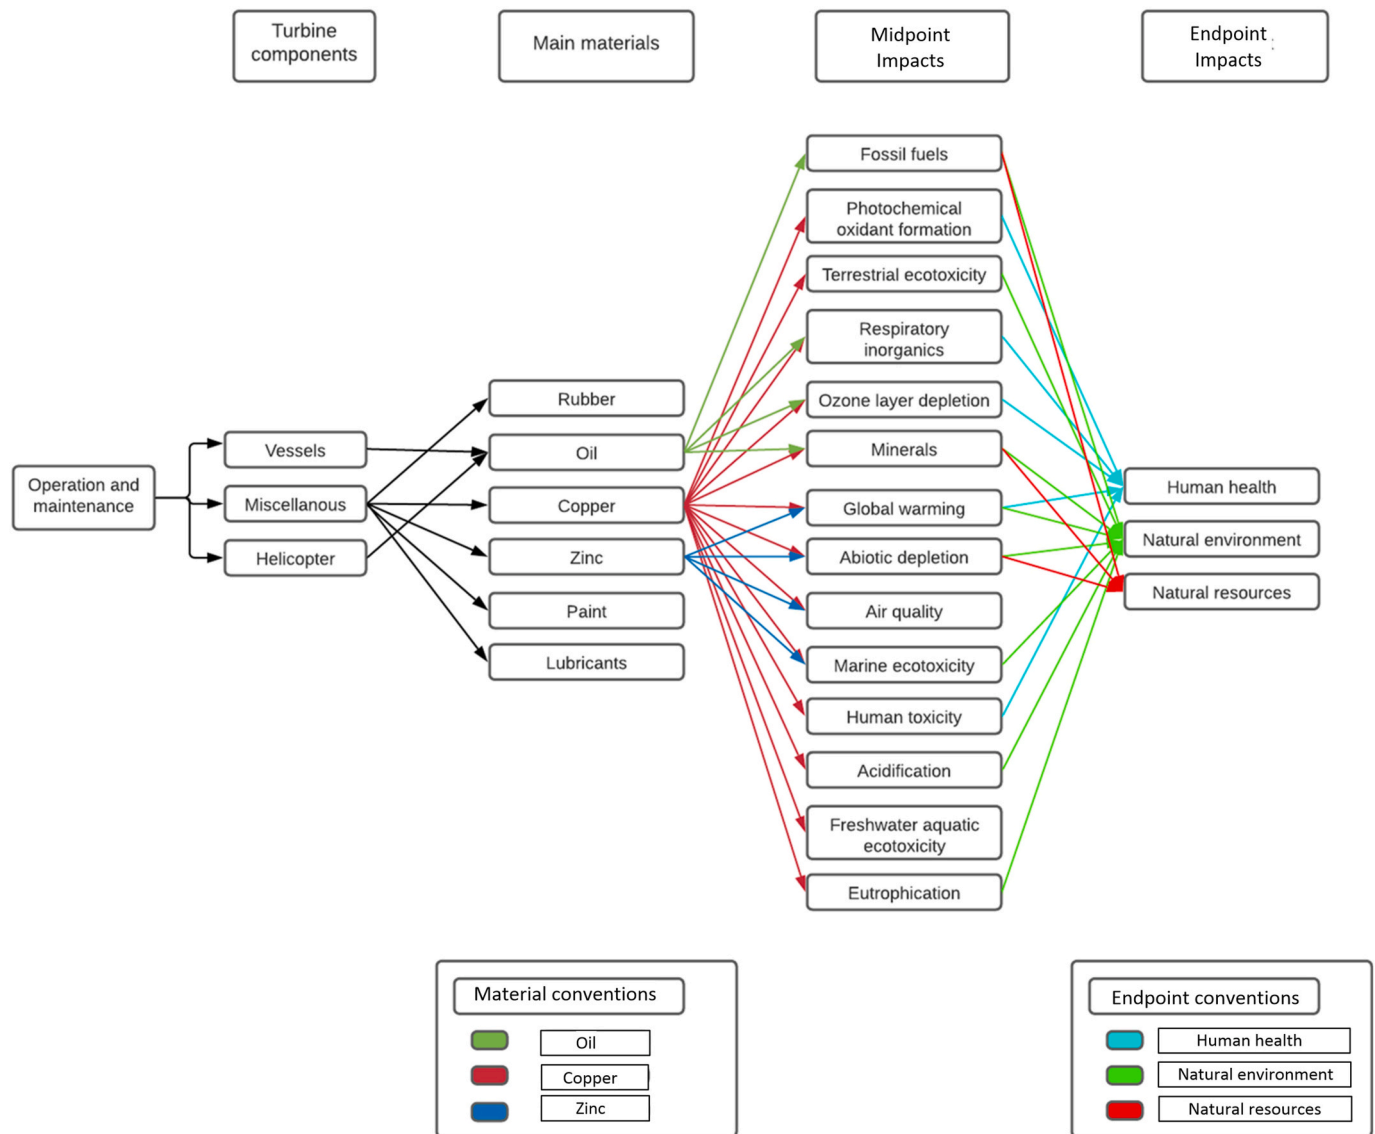 Turbine
components
Main materials
Midpoint
Impacts
Endpoint
Impacts
Fossil fuels
Photochemical
oxidant formation
Terrestrial ecotoxicity
Respiratory
inorganics
Rubber
Ozone layer depletion
Vessels
Oil
Minerals
Operation and
maintenance
Miscellanous
Copper
Global warming
Human health
Helicopter
Zinc
Abiotic depletion
Natural environment
Paint
Air quality
Natural resources
Lubricants
Marine ecotoxicity
Human toxicity
Acidification
Freshwater aquatic
ecotoxicity
Eutrophication
Material conventions
Oil
Copper
Zinc
Endpoint conventions
Human health
Natural environment
Natural resources